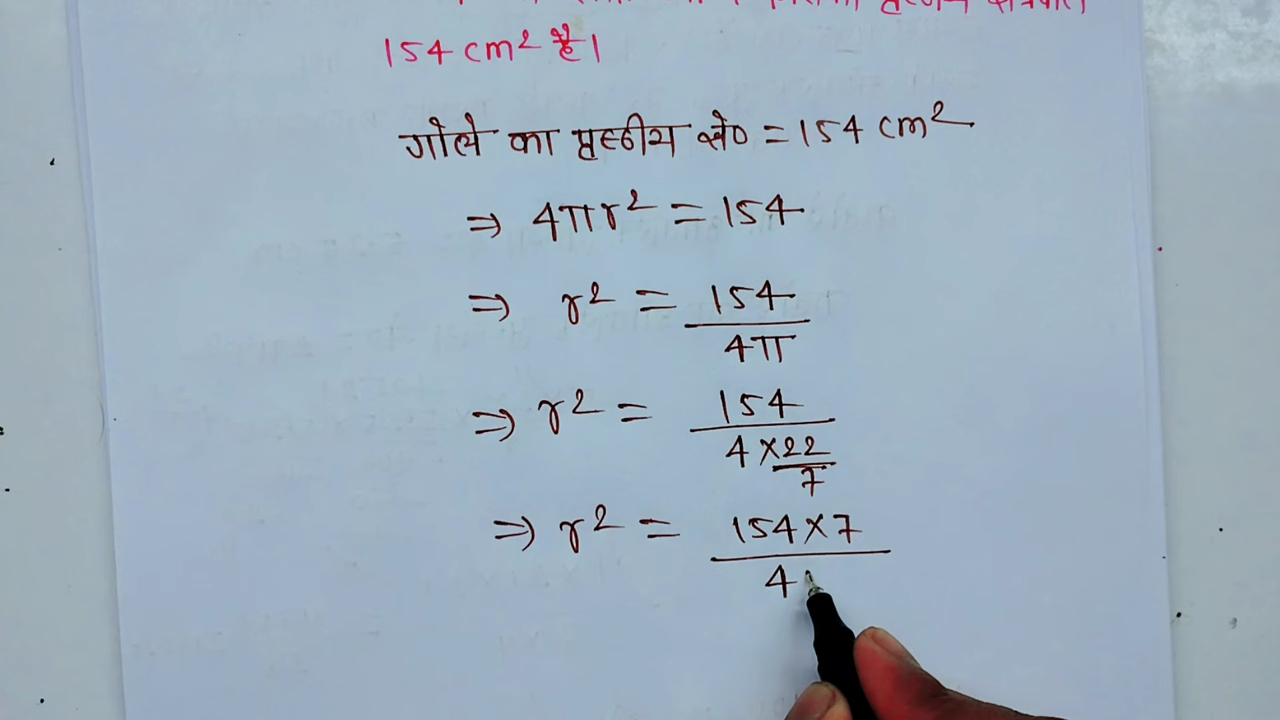 154 cm² है।
गोले का पृष्ठीय क्षे० = 154 cm²
⇒ 4πr² = 154
⇒ r² = 154/4π
⇒ r² = 154/(4 × 22/7)
⇒ r² = 154 × 7/4